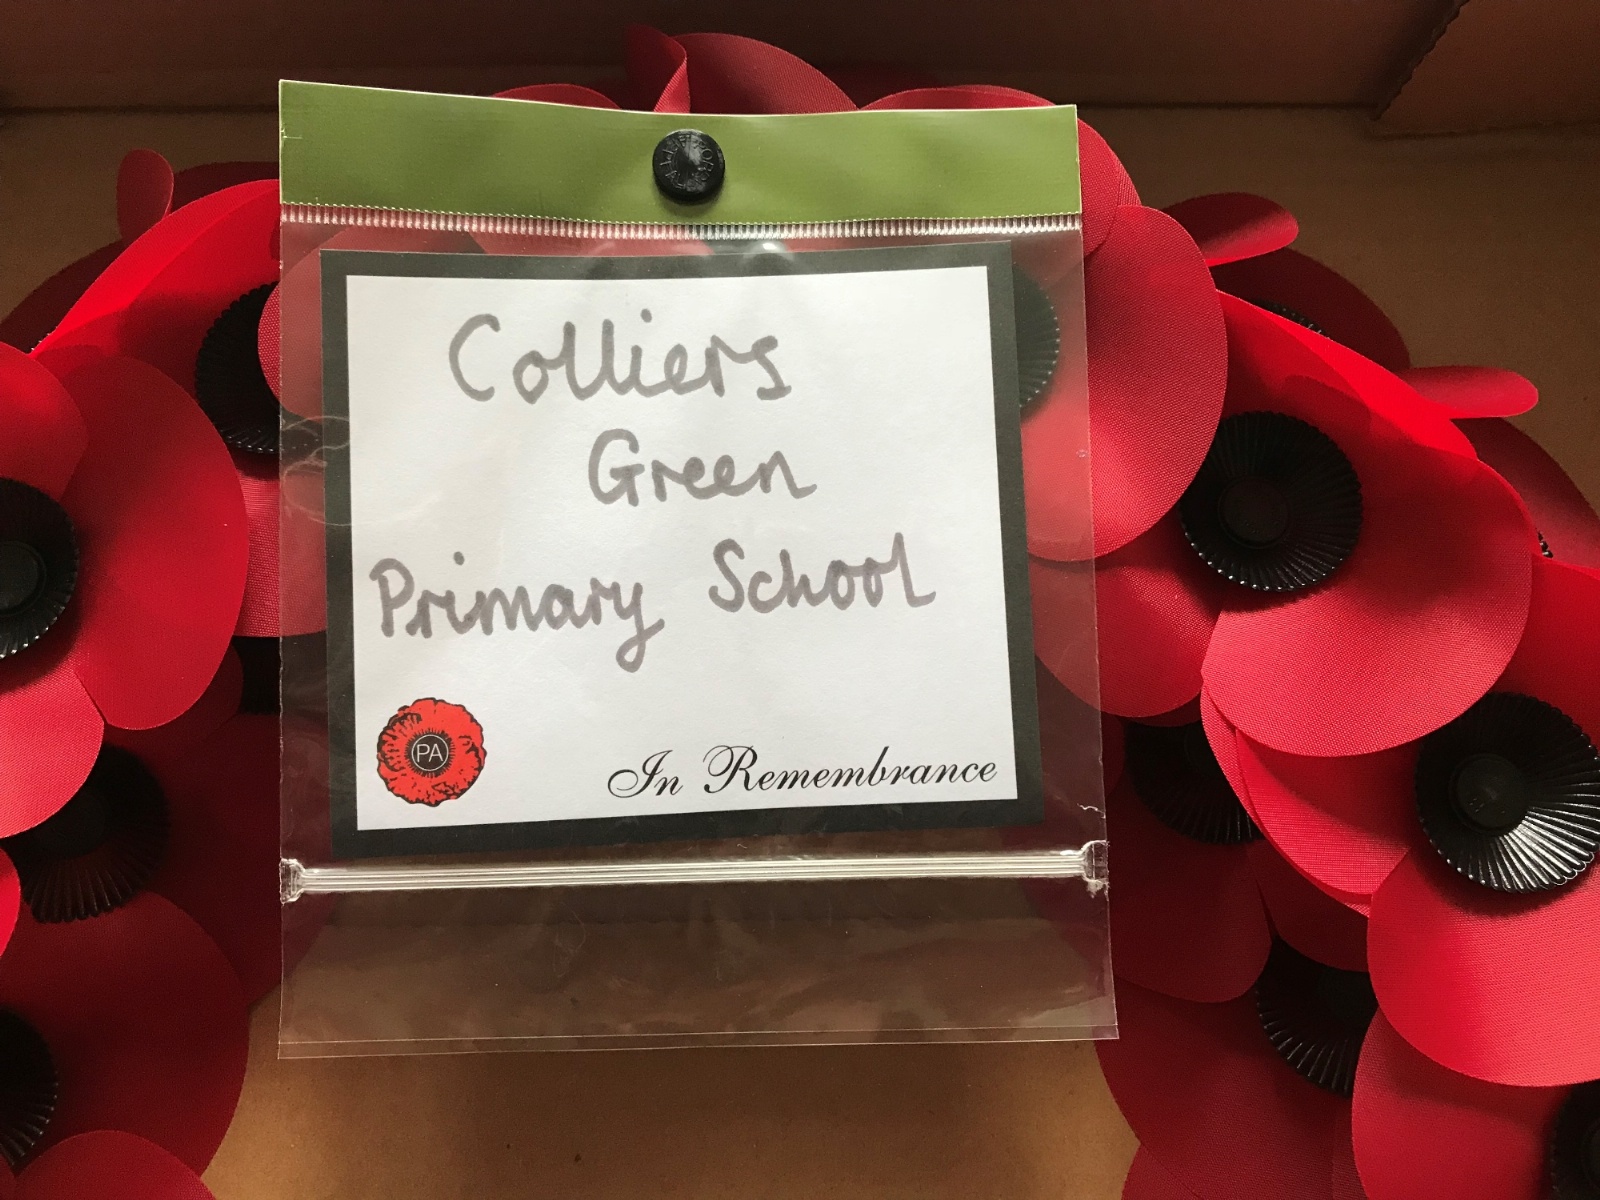 Colliers
Green
Primary School
PA
In Remembrance